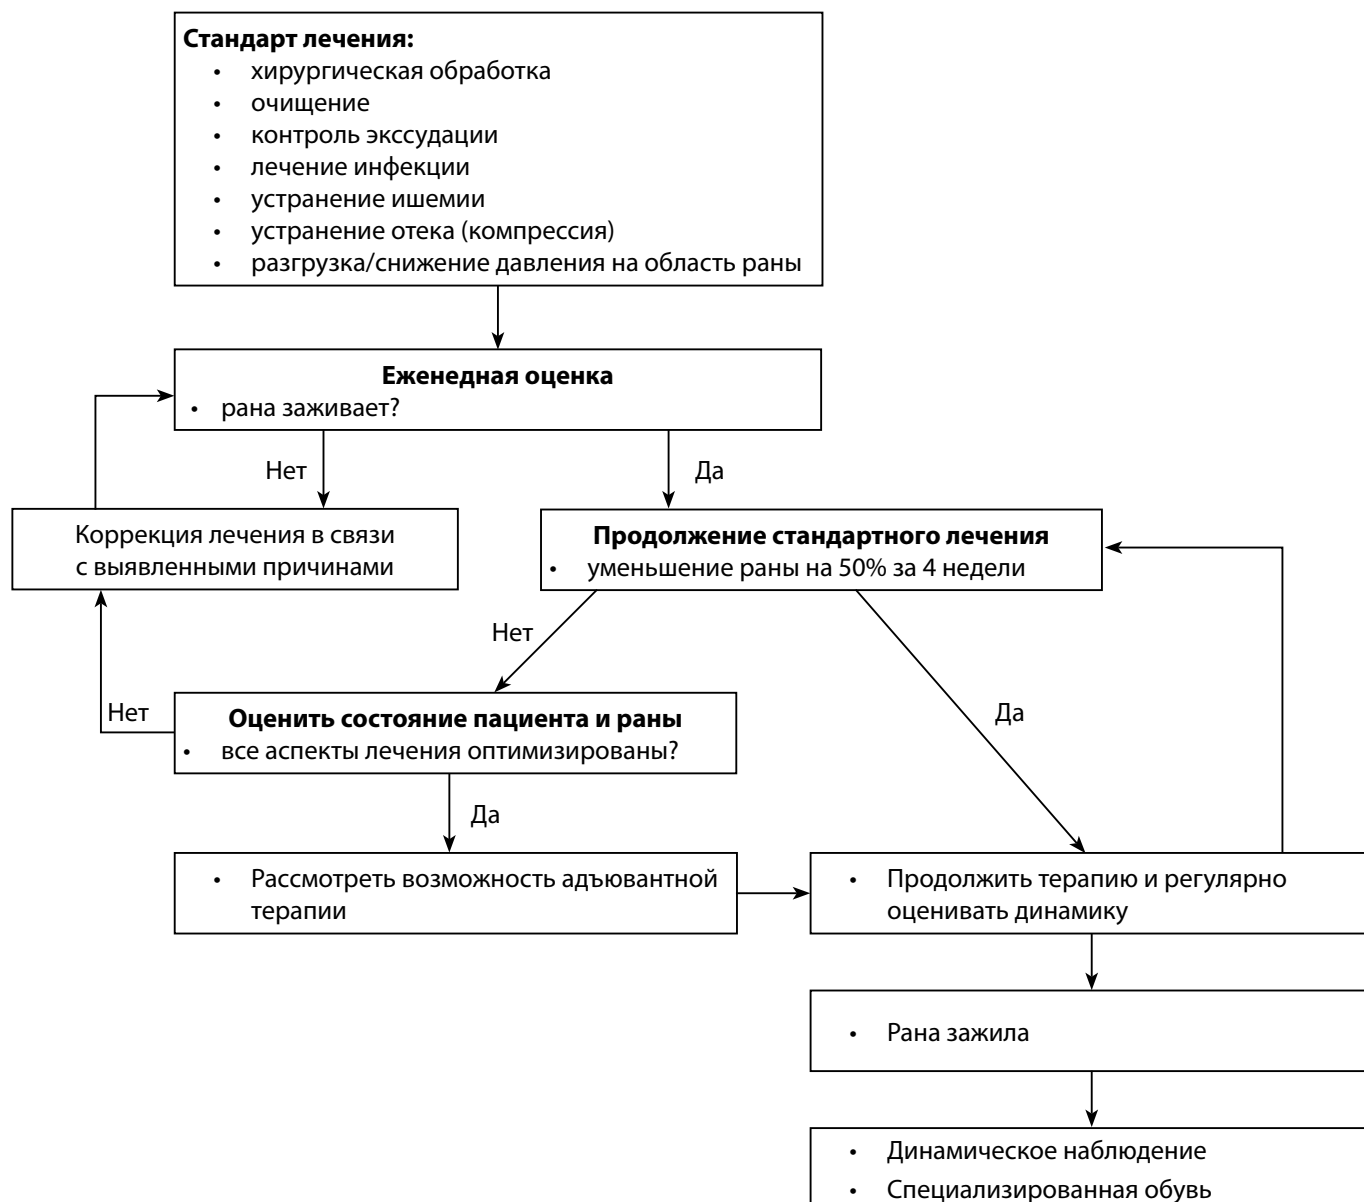 Стандарт лечения:
• хирургическая обработка
• очищение
• контроль экссудации
• лечение инфекции
• устранение ишемии
• устранение отека (компрессия)
• разгрузка/снижение давления на область раны
Еженедная оценка
• рана заживает?
Нет
Да
Коррекция лечения в связи
с выявленными причинами
Продолжение стандартного лечения
• уменьшение раны на 50% за 4 недели
Нет
Да
Нет
Оценить состояние пациента и раны
• все аспекты лечения оптимизированы?
Да
• Рассмотреть возможность адъювантной
терапии
• Продолжить терапию и регулярно
оценивать динамику
• Рана зажила
• Динамическое наблюдение
• Специализированная обувь